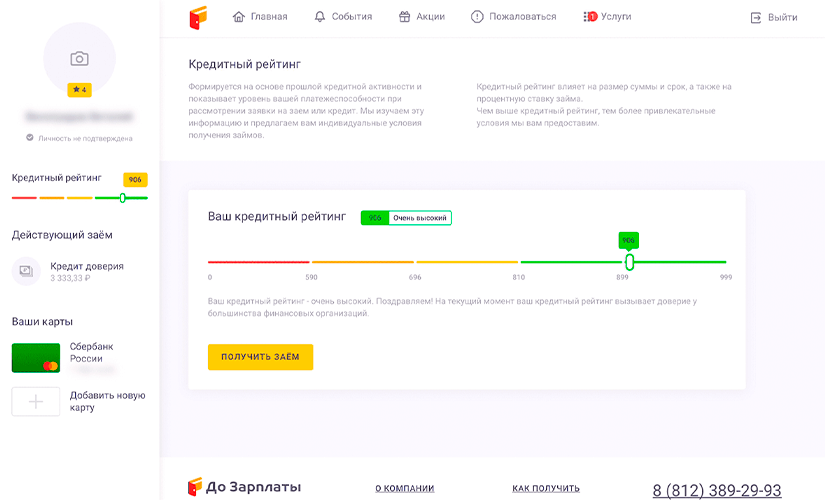 Главная
События
Акции
Пожаловаться
1
Услуги
Выйти
4
Личность не подтверждена
Кредитный рейтинг
906
Действующий заём
Кредит доверия
3 333,33 ₽
Ваши карты
Сбербанк
России
Добавить новую
карту
Кредитный рейтинг
Формируется на основе прошлой кредитной активности и
показывает уровень вашей платежеспособности при
рассмотрении заявки на заем или кредит. Мы изучаем эту
информацию и предлагаем вам индивидуальные условия
получения займов.
Кредитный рейтинг влияет на размер суммы и срок, а также на
процентную ставку займа.
Чем выше кредитный рейтинг, тем более привлекательные
условия мы вам предоставим.
Ваш кредитный рейтинг
906 Очень высокий
906
0 590 696 810 899 999
Ваш кредитный рейтинг - очень высокий. Поздравляем! На текущий момент ваш кредитный рейтинг вызывает доверие у
большинства финансовых организаций.
ПОЛУЧИТЬ ЗАЁМ
До Зарплаты
О КОМПАНИИ
КАК ПОЛУЧИТЬ
8 (812) 389-29-93